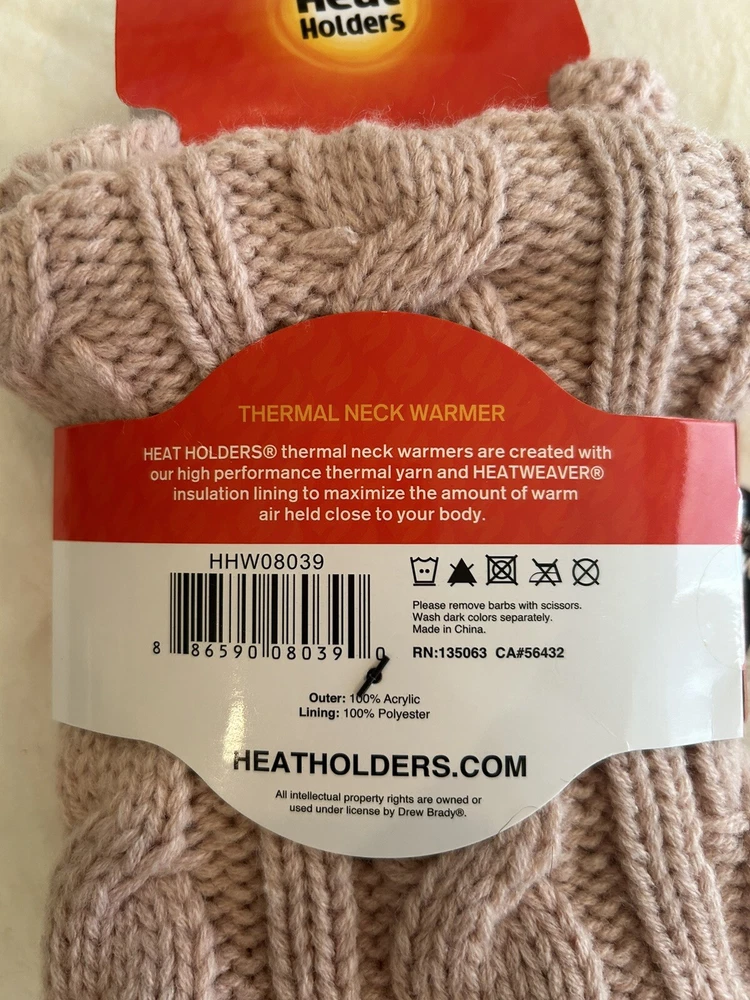 Heat
Holders
THERMAL NECK WARMER
HEAT HOLDERS® thermal neck warmers are created with
our high performance thermal yarn and HEATWEAVER®
insulation lining to maximize the amount of warm
air held close to your body.
HHW08039
8 86590 08039 0
Please remove barbs with scissors.
Wash dark colors separately.
Made in China.
RN:135063 CA#56432
Outer: 100% Acrylic
Lining: 100% Polyester
HEATHOLDERS.COM
All intellectual property rights are owned or
used under license by Drew Brady®.